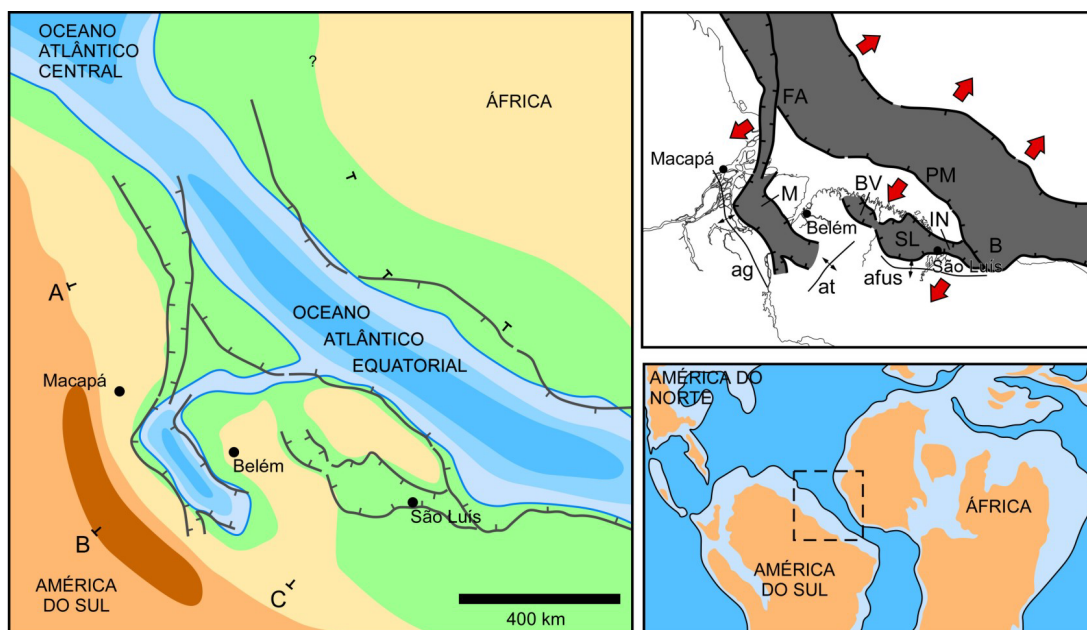 OCEANO
ATLÂNTICO
CENTRAL
?
ÁFRICA
A
OCEANO
ATLÂNTICO
EQUATORIAL
Macapá
Belém
São Luís
B
AMÉRICA
DO SUL
C
400 km
FA
Macapá
PM
M
BV
Belém
IN
SL
B
São Luís
ag
at
afus
AMÉRICA DO
NORTE
ÁFRICA
AMÉRICA
DO SUL